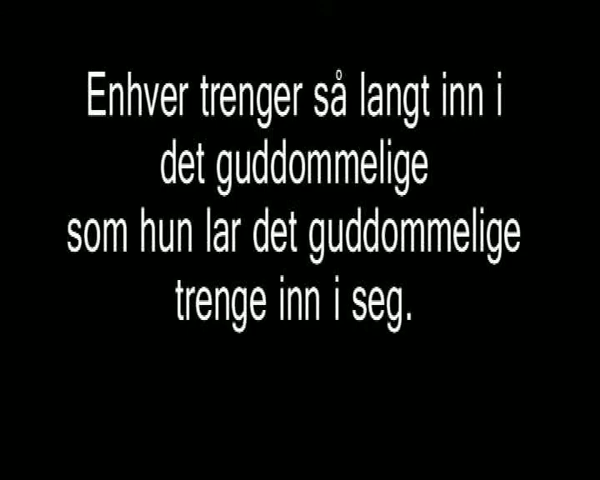 Enhver trenger så langt inn i
det guddommelige
som hun lar det guddommelige
trenge inn i seg.